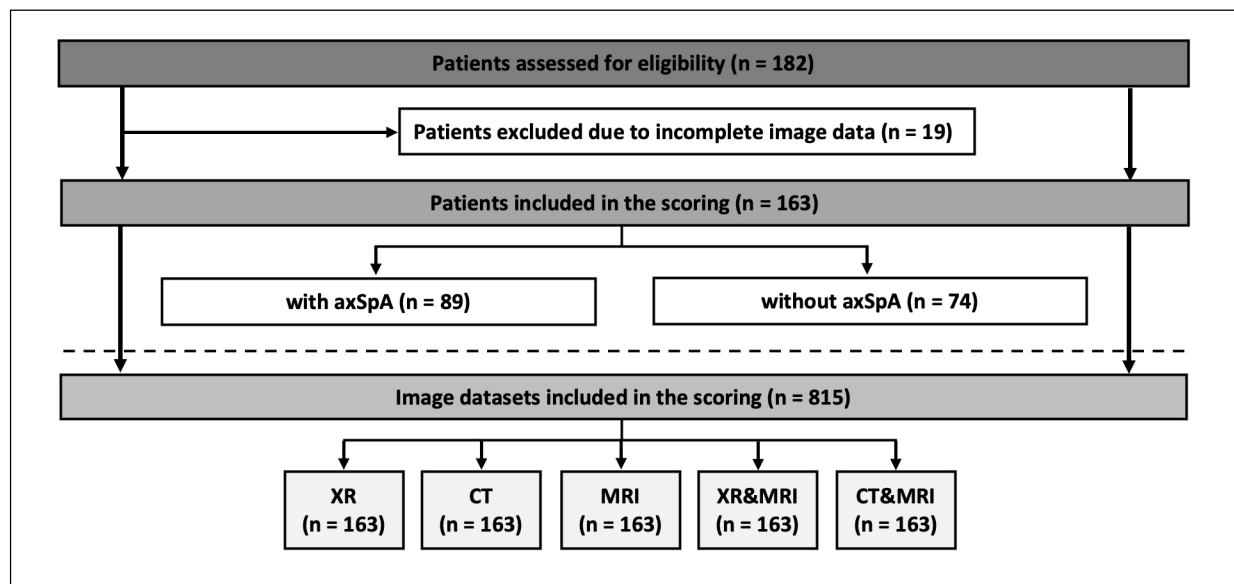 Patients assessed for eligibility (n = 182)
Patients excluded due to incomplete image data (n = 19)
Patients included in the scoring (n = 163)
with axSpA (n = 89)
without axSpA (n = 74)
Image datasets included in the scoring (n = 815)
XR
(n = 163)
CT
(n = 163)
MRI
(n = 163)
XR&MRI
(n = 163)
CT&MRI
(n = 163)